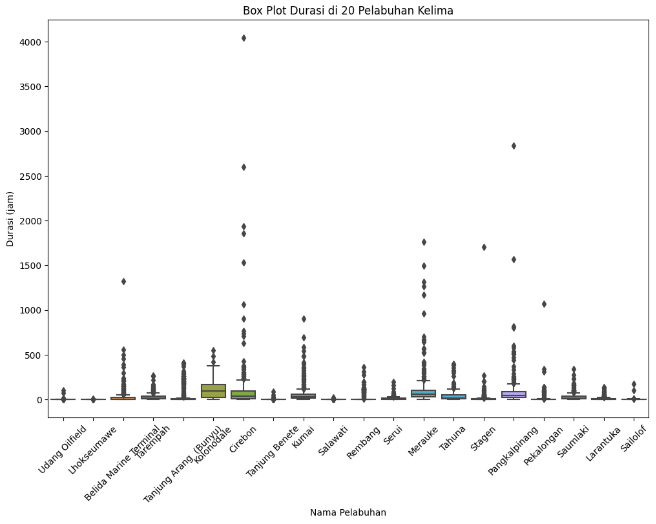 Box Plot Durasi di 20 Pelabuhan Kelima
Durasi (jam)
4000
3500
3000
2500
2000
1500
1000
500
0
Udang Oilfield
Lhokseumawe
Belida Marine Terminal
Tarempah
Tanjung Arang (Bunyu)
Kolonodale
Cirebon
Tanjung Benete
Kumai
Salawati
Rembang
Serui
Merauke
Tahuna
Stagen
Pangkalpinang
Pekalongan
Saumlaki
Larantuka
Sailolof
Nama Pelabuhan